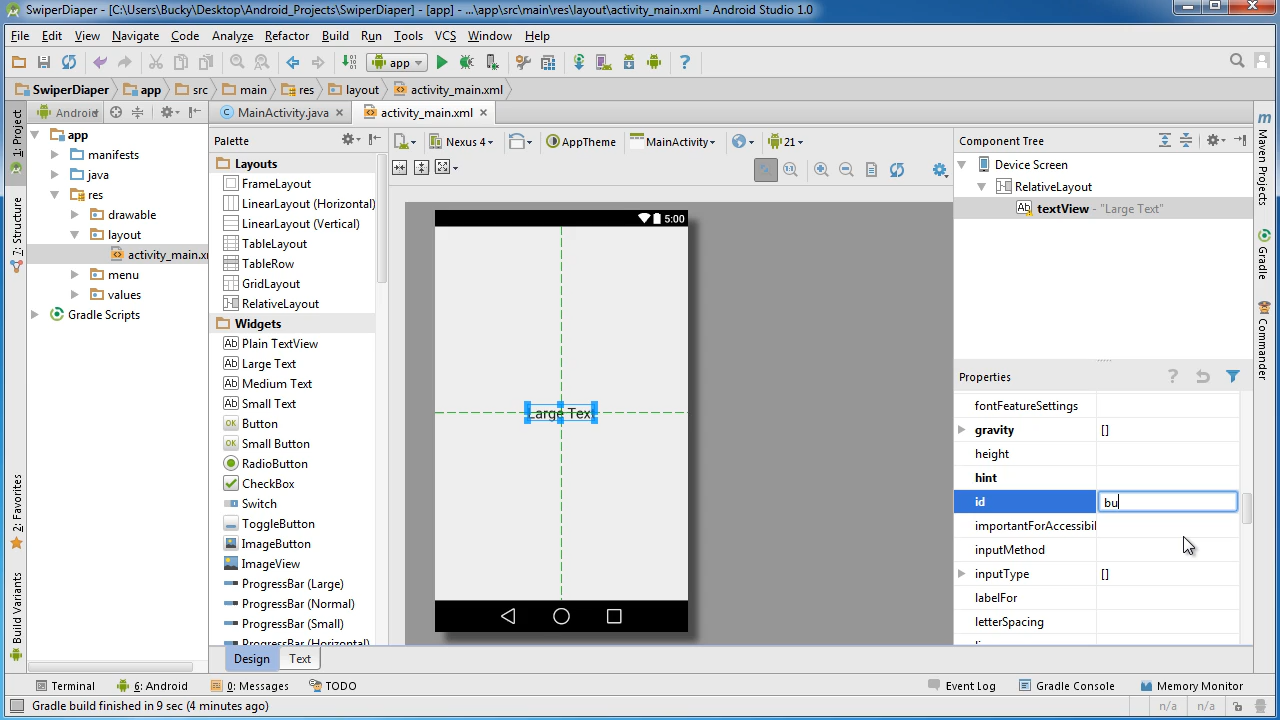 SwiperDiaper - [C:\Users\Bucky\Desktop\Android_Projects\SwiperDiaper] - [app] - ...\app\src\main\res\layout\activity_main.xml - Android Studio 1.0
File Edit View Navigate Code Analyze Refactor Build Run Tools VCS Window Help
app
SwiperDiaper app src main res layout activity_main.xml
Android MainActivity.java activity_main.xml
1: Project
7: Structure
2: Favorites
Build Variants
app
manifests
java
res
drawable
layout
activity_main.x
menu
values
Gradle Scripts
Palette
Layouts
FrameLayout
LinearLayout (Horizontal)
LinearLayout (Vertical)
TableLayout
TableRow
GridLayout
RelativeLayout
Widgets
Plain TextView
Large Text
Medium Text
Small Text
Button
Small Button
RadioButton
CheckBox
Switch
ToggleButton
ImageButton
ImageView
ProgressBar (Large)
ProgressBar (Normal)
ProgressBar (Small)
ProgressBar (Horizontal)
Design Text
Nexus 4 AppTheme MainActivity 21
1:1
5:00
Large Text
Component Tree
Device Screen
RelativeLayout
textView - "Large Text"
Properties
fontFeatureSettings
gravity []
height
hint
id bu
importantForAccessibil
inputMethod
inputType []
labelFor
letterSpacing
Maven Projects
Gradle
Commander
Terminal 6: Android 0: Messages TODO Event Log Gradle Console Memory Monitor
Gradle build finished in 9 sec (4 minutes ago) n/a n/a